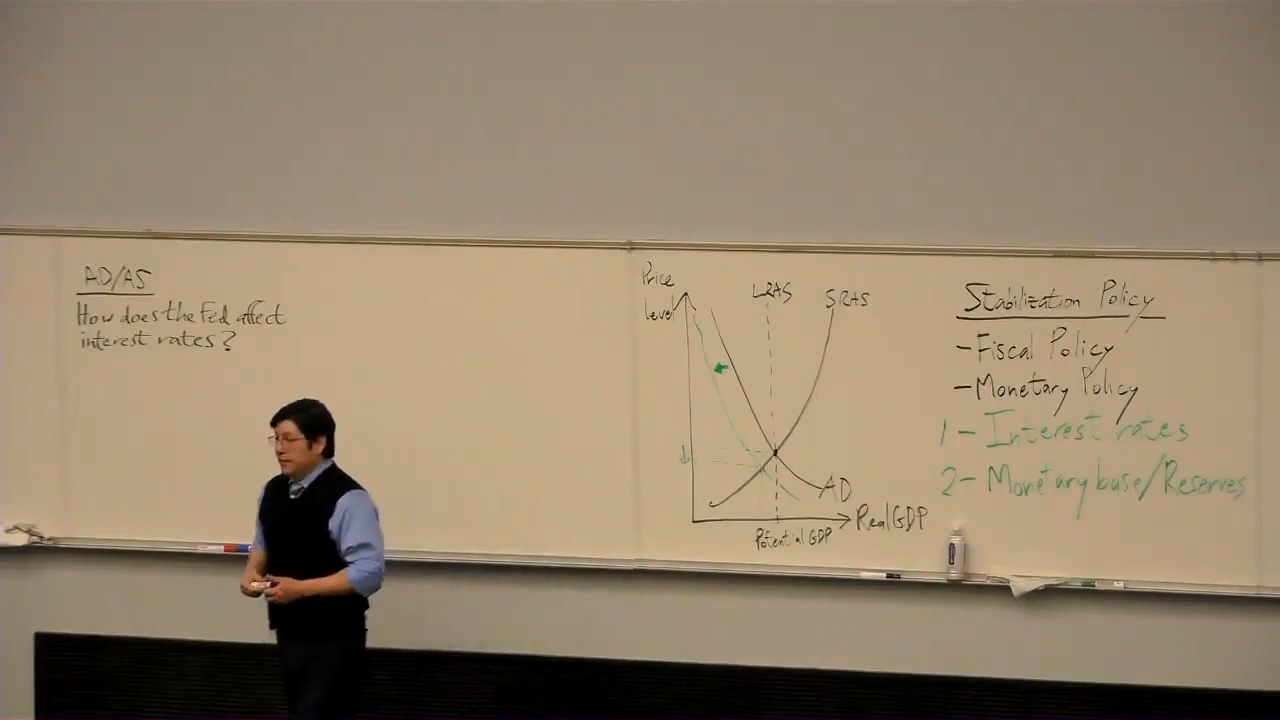 AD/AS
How does the Fed affect
interest rates?
Price
level
LRAS
SRAS
AD
Real GDP
Potential GDP
Stabilization Policy
- Fiscal Policy
- Monetary Policy
1 - Interest rates
2 - Monetary base/Reserves